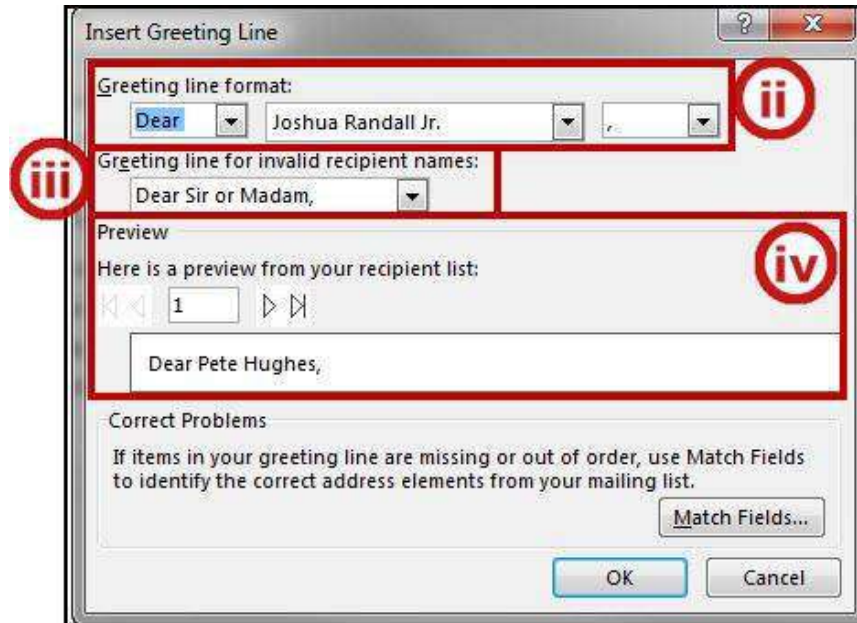 Insert Greeting Line
? X
Greeting line format:
Dear Joshua Randall Jr. ,
ii
iii
Greeting line for invalid recipient names:
Dear Sir or Madam,
Preview
iv
Here is a preview from your recipient list:
1
Dear Pete Hughes,
Correct Problems
If items in your greeting line are missing or out of order, use Match Fields
to identify the correct address elements from your mailing list.
Match Fields...
OK Cancel